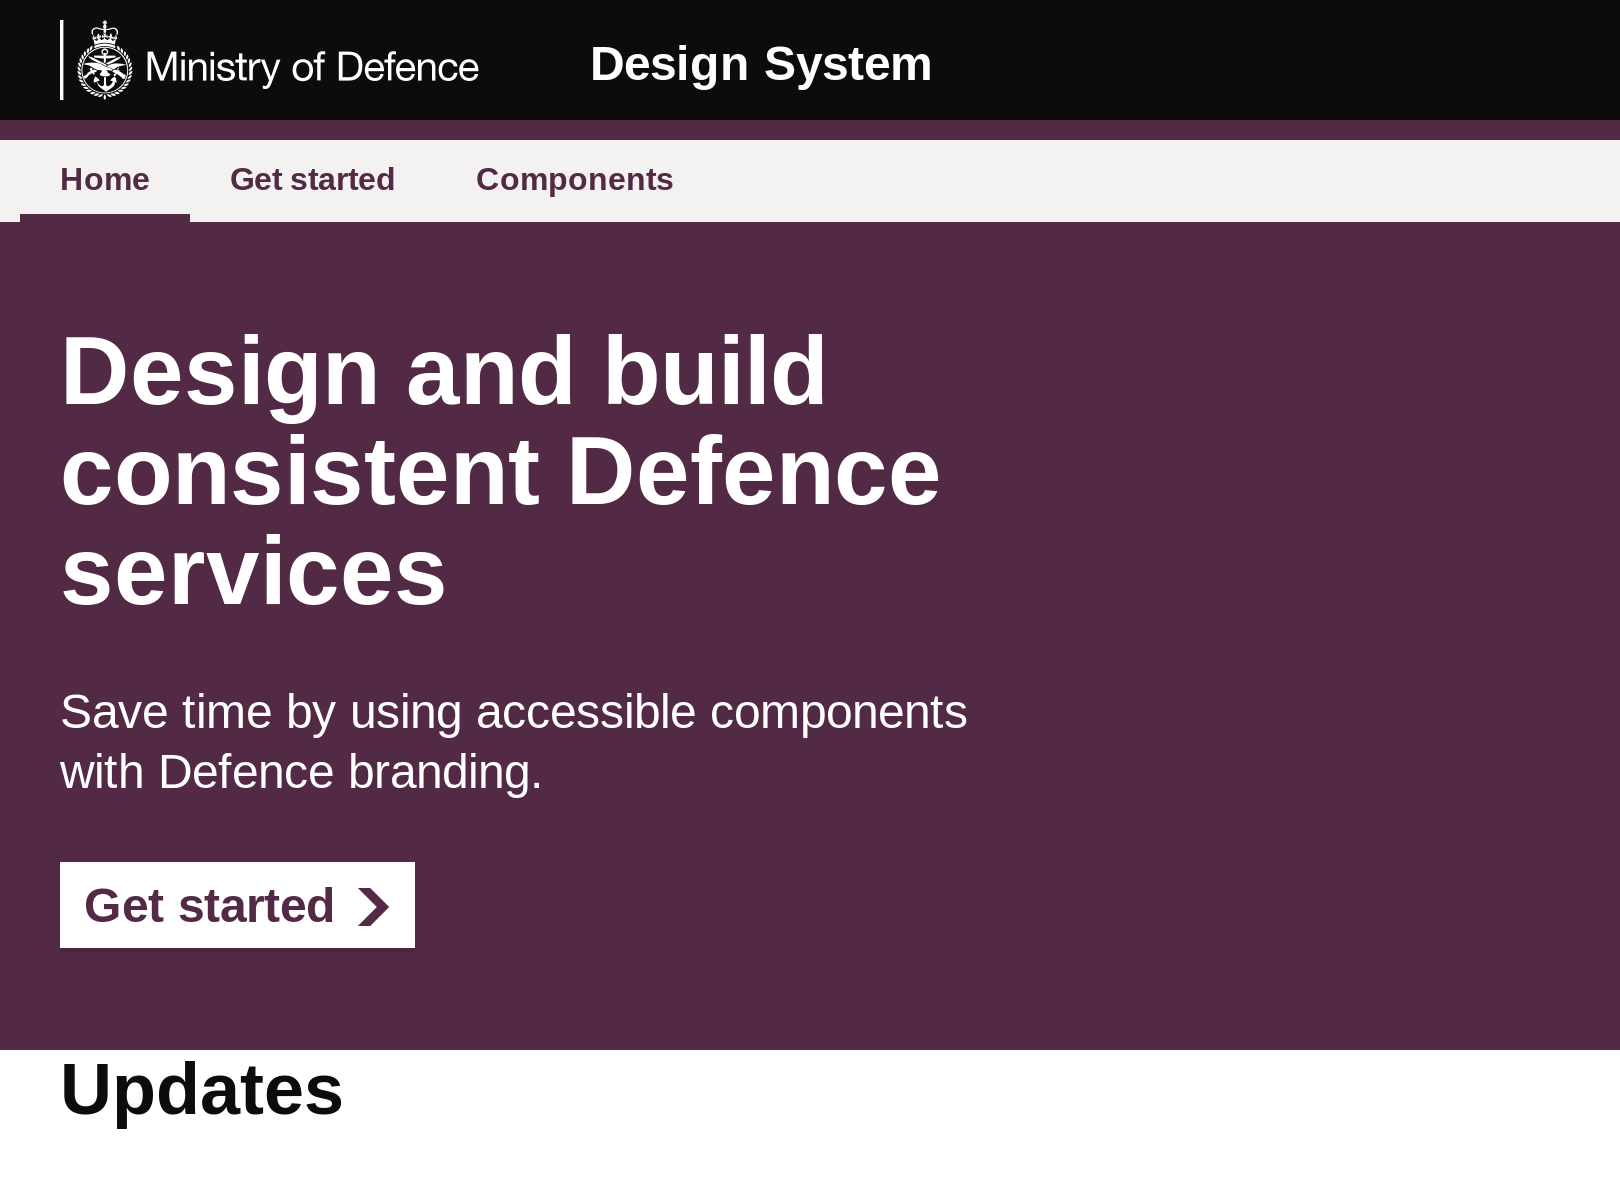 Ministry of Defence
Design System
Home
Get started
Components
Design and build
consistent Defence
services
Save time by using accessible components
with Defence branding.
Get started
Updates